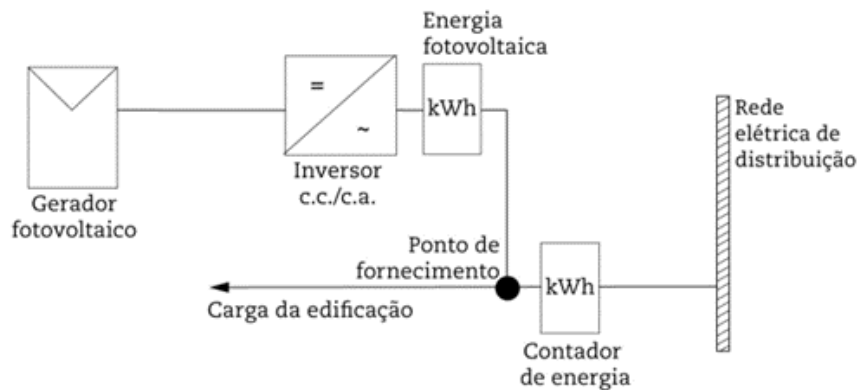 Energia
fotovoltaica
kWh
=
~
Inversor
c.c./c.a.
Gerador
fotovoltaico
Rede
elétrica de
distribuição
Ponto de
fornecimento
kWh
Carga da edificação
Contador
de energia